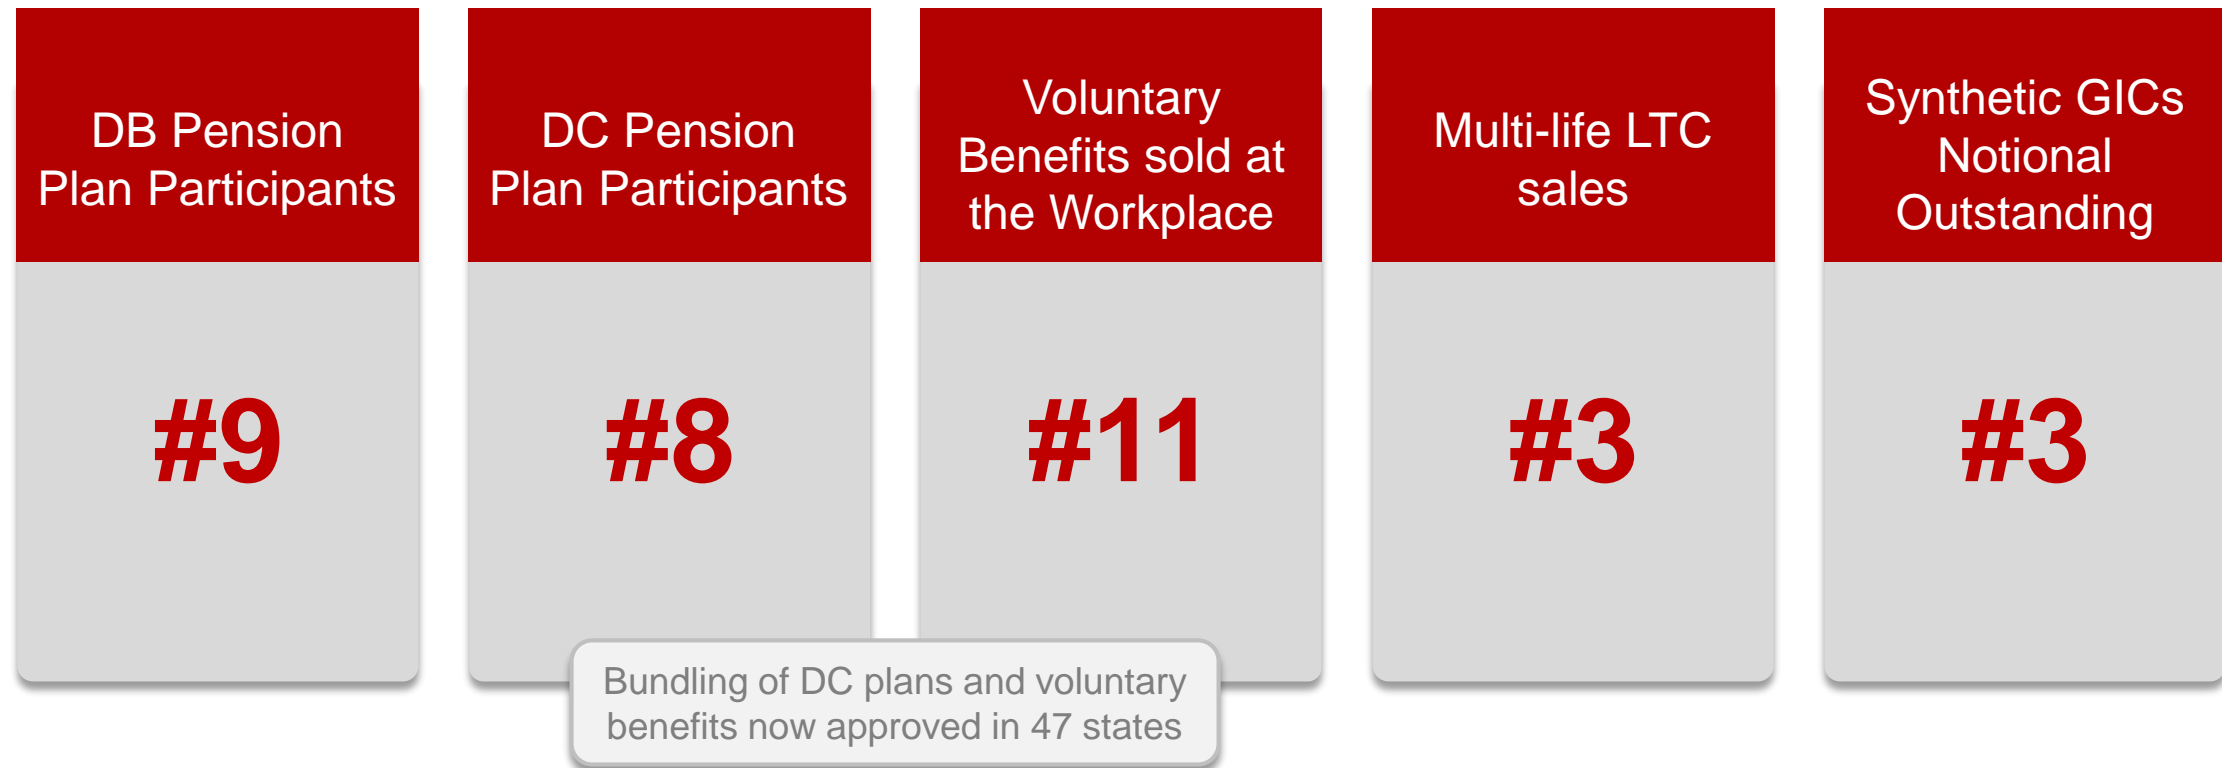 DB Pension
Plan Participants
#9
DC Pension
Plan Participants
#8
Voluntary
Benefits sold at
the Workplace
#11
Multi-life LTC
sales
#3
Synthetic GICs
Notional
Outstanding
#3
Bundling of DC plans and voluntary
benefits now approved in 47 states